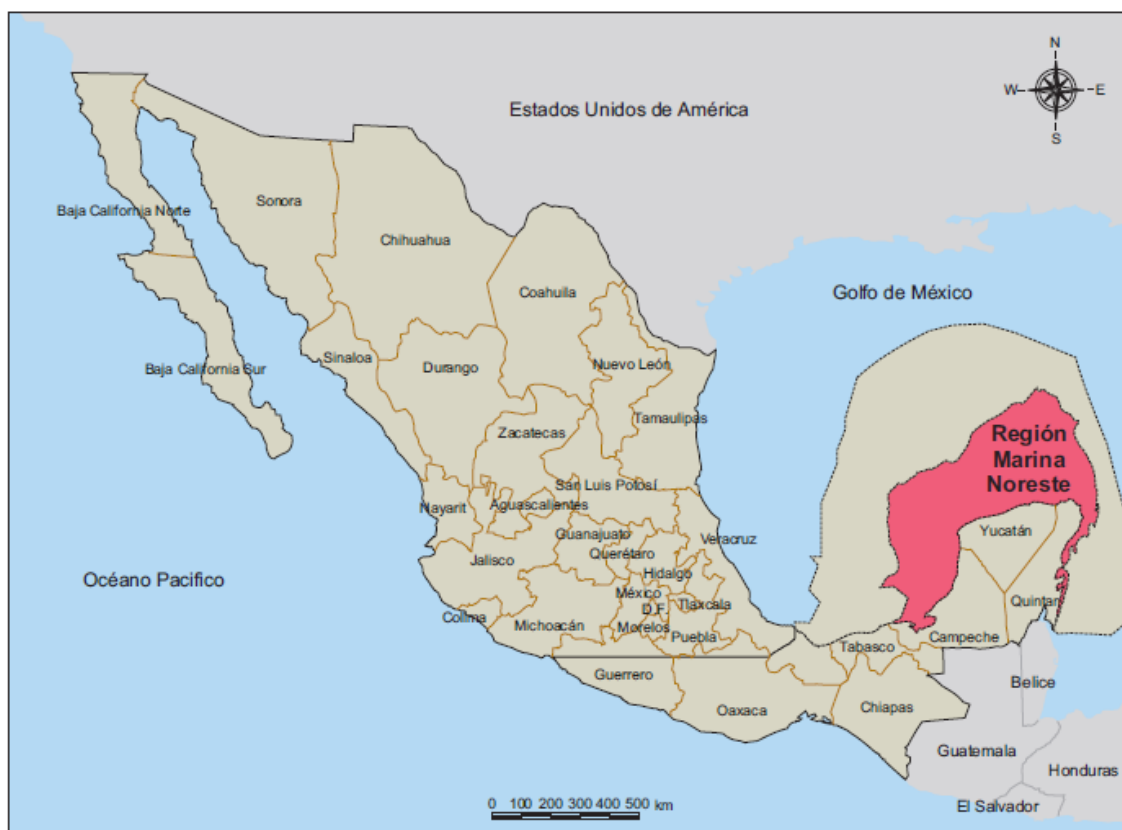 N
W E
S
Estados Unidos de América
Sonora
Baja California Norte
Chihuahua
Coahuila
Golfo de México
Sinaloa
Durango
Nuevo León
Baja California Sur
Tamaulipas
Zacatecas
Región
Marina
Noreste
San Luis Potosí
Nayarit
Aguascalientes
Yucatán
Guanajuato
Veracruz
Querétaro
Jalisco
Hidalgo
Océano Pacifico
México
Quintan
D.F.
Tlaxcala
Colima
Michoacán
Morelos
Puebla
Campeche
Tabasco
Guerrero
Belice
Oaxaca
Chiapas
Guatemala
Honduras
El Salvador
0 100 200 300 400 500 km